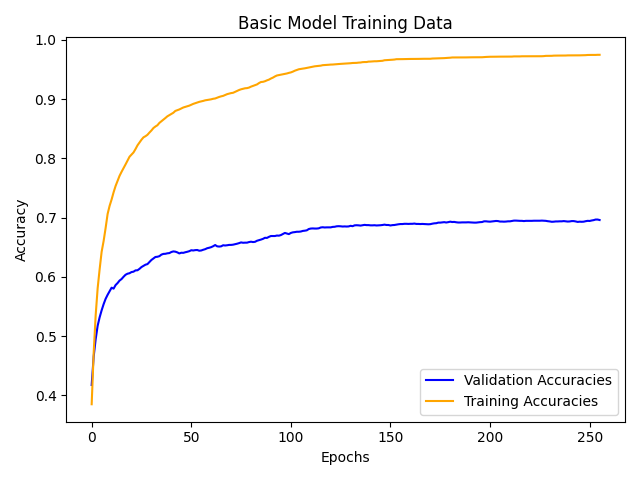 Basic Model Training Data
1.0
0.9
0.8
0.7
0.6
0.5
0.4
Accuracy
0
50
100
150
200
250
Epochs
Validation Accuracies
Training Accuracies